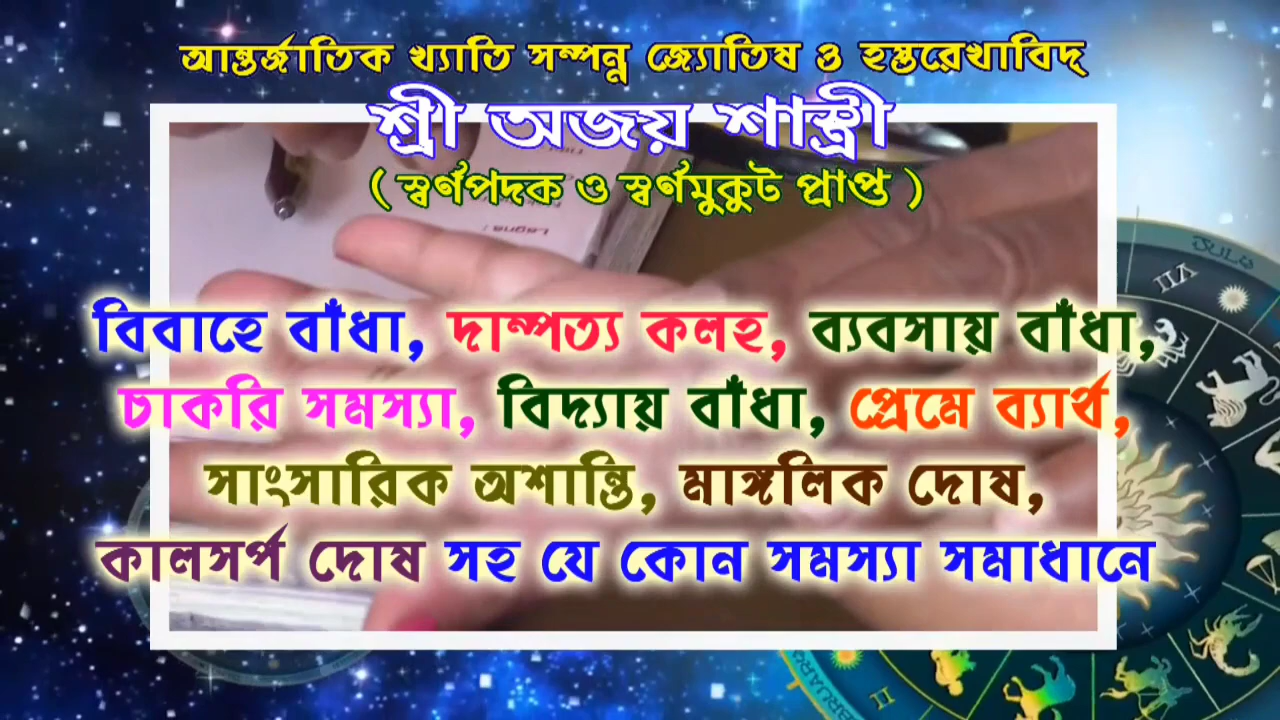 আন্তর্জাতিক খ্যাতি সম্পন্ন জ্যোতিষ ও হস্তরেখাবিদ্
শ্রী অজয় শাস্ত্রী
( স্বর্ণপদক ও স্বর্ণমুকুট প্রাপ্ত )
Lagna
বিবাহে বাঁধা, দাম্পত্য কলহ, ব্যবসায় বাঁধা,
চাকরি সমস্যা, বিদ্যায় বাঁধা, প্রেমে ব্যার্থ,
সাংসারিক অশান্তি, মাঙ্গলিক দোষ,
কালসর্প দোষ সহ যে কোন সমস্যা সমাধানে